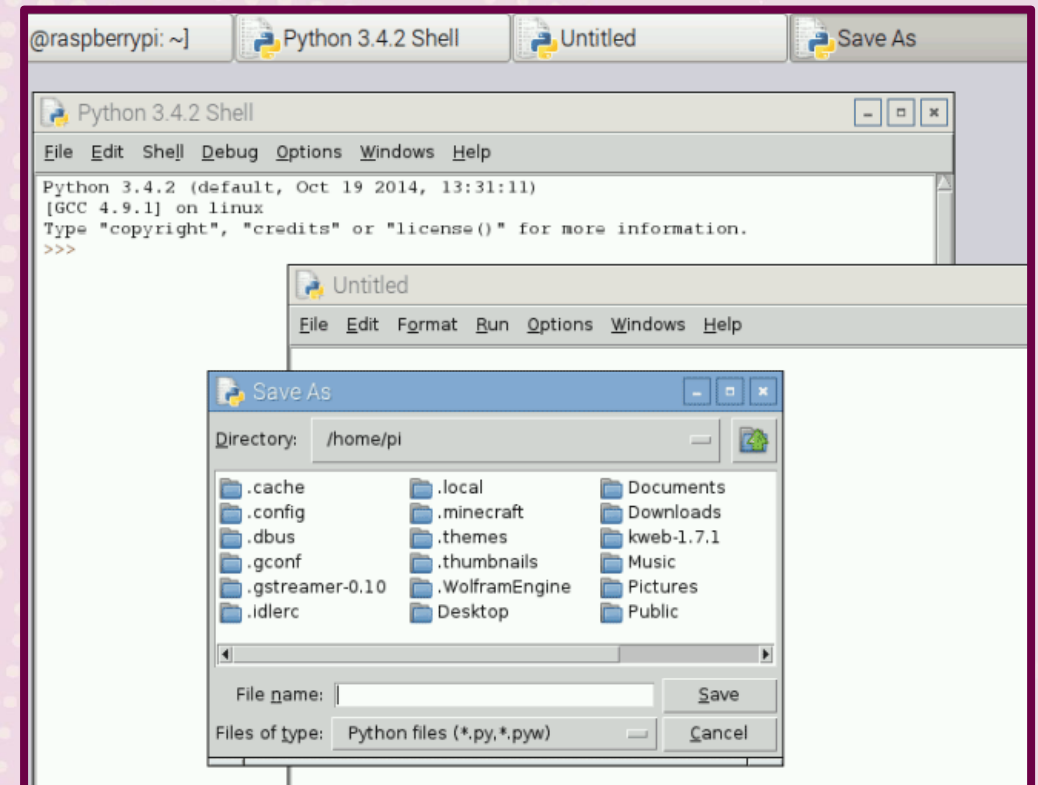 @raspberrypi: ~]
Python 3.4.2 Shell
Untitled
Save As
Python 3.4.2 Shell
File Edit Shell Debug Options Windows Help
Python 3.4.2 (default, Oct 19 2014, 13:31:11)
[GCC 4.9.1] on linux
Type "copyright", "credits" or "license()" for more information.
>>>
Untitled
File Edit Format Run Options Windows Help
Save As
Directory: /home/pi
.cache .local Documents
.config .minecraft Downloads
.dbus .themes kweb-1.7.1
.gconf .thumbnails Music
.gstreamer-0.10 .WolframEngine Pictures
.idlerc Desktop Public
File name: Save
Files of type: Python files (*.py,*.pyw) Cancel